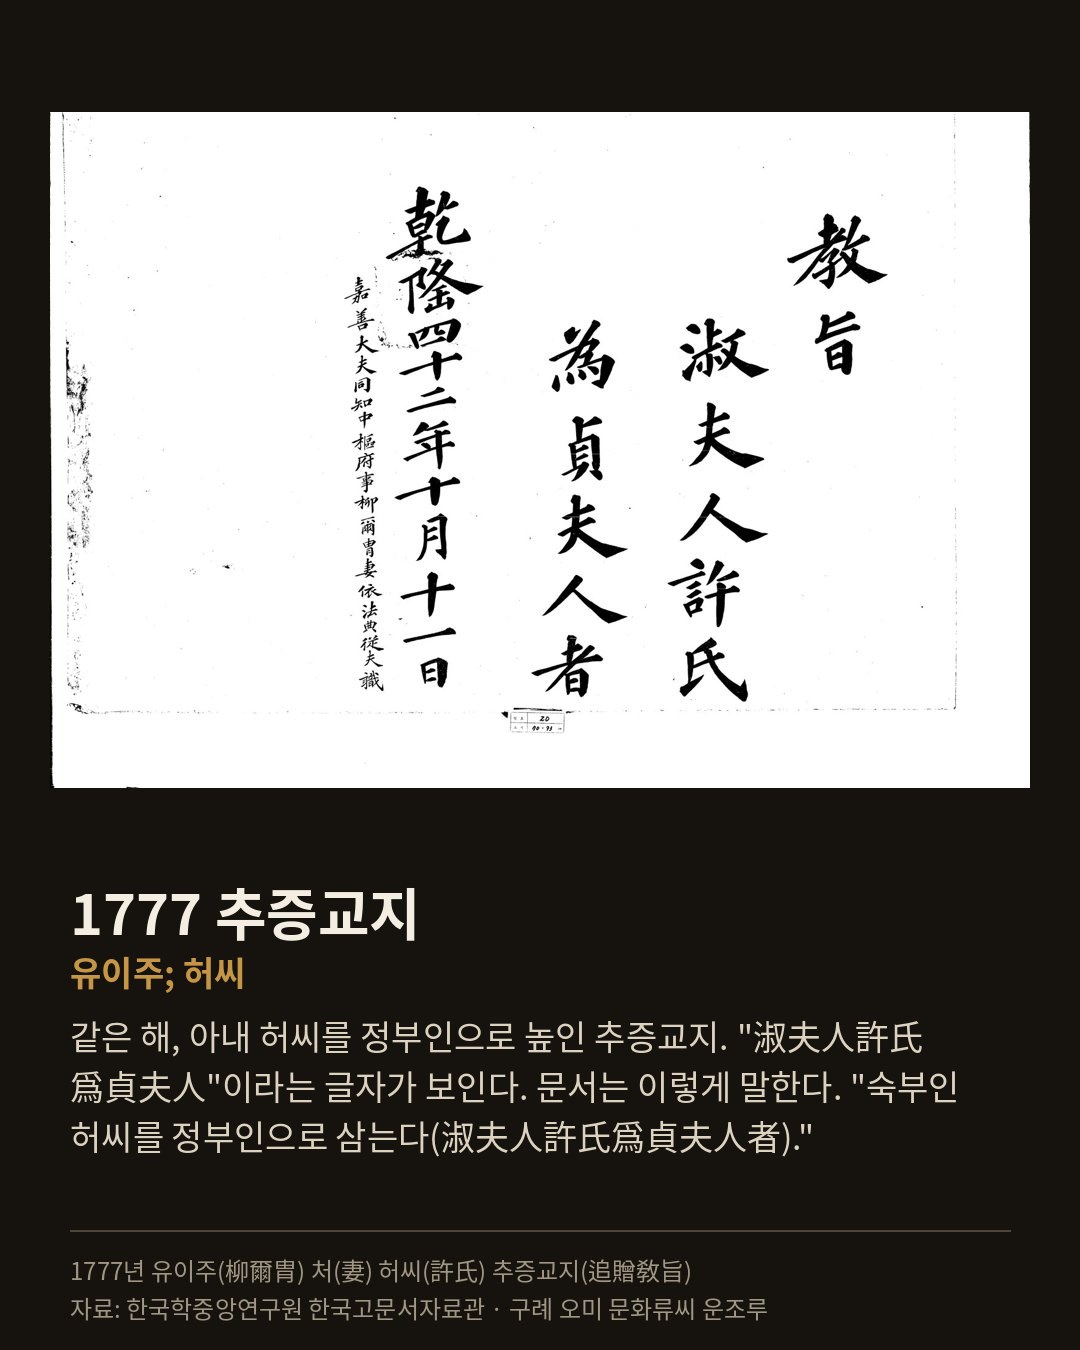 教旨
淑夫人許氏
為貞夫人者
乾隆四十二年十月十一日
嘉善大夫同知中樞府事柳爾胄妻依法典從夫職
20
1777 추증교지
유이주; 허씨
같은 해, 아내 허씨를 정부인으로 높인 추증교지. "淑夫人許氏
爲貞夫人"이라는 글자가 보인다. 문서는 이렇게 말한다. "숙부인
허씨를 정부인으로 삼는다(淑夫人許氏爲貞夫人者)."
1777년 유이주(柳爾胄) 처(妻) 허씨(許氏) 추증교지(追贈敎旨)
자료: 한국학중앙연구원 한국고문서자료관 · 구례 오미 문화류씨 운조루